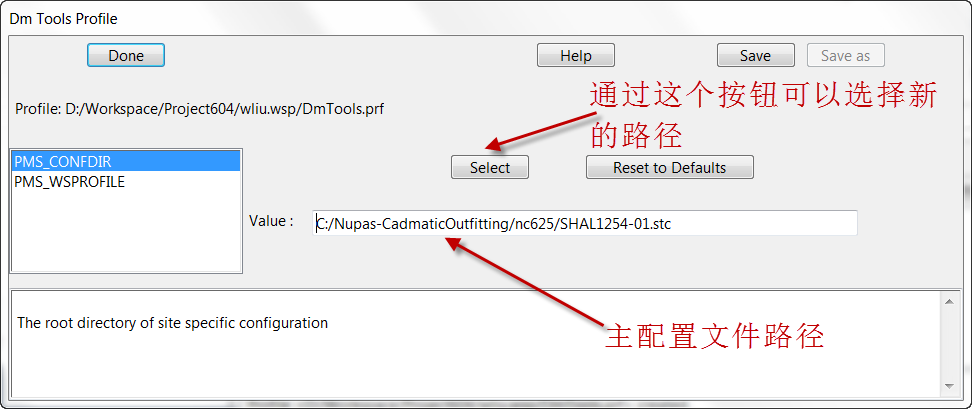 Dm Tools Profile
Done
Help
Save
Save as
Profile: D:/Workspace/Project604/wliu.wsp/DmTools.prf
通过这个按钮可以选择新
的路径
PMS_CONFDIR
PMS_WSPROFILE
Select
Reset to Defaults
Value :
C:/Nupas-CadmaticOutfitting/nc625/SHAL1254-01.stc
The root directory of site specific configuration
主配置文件路径